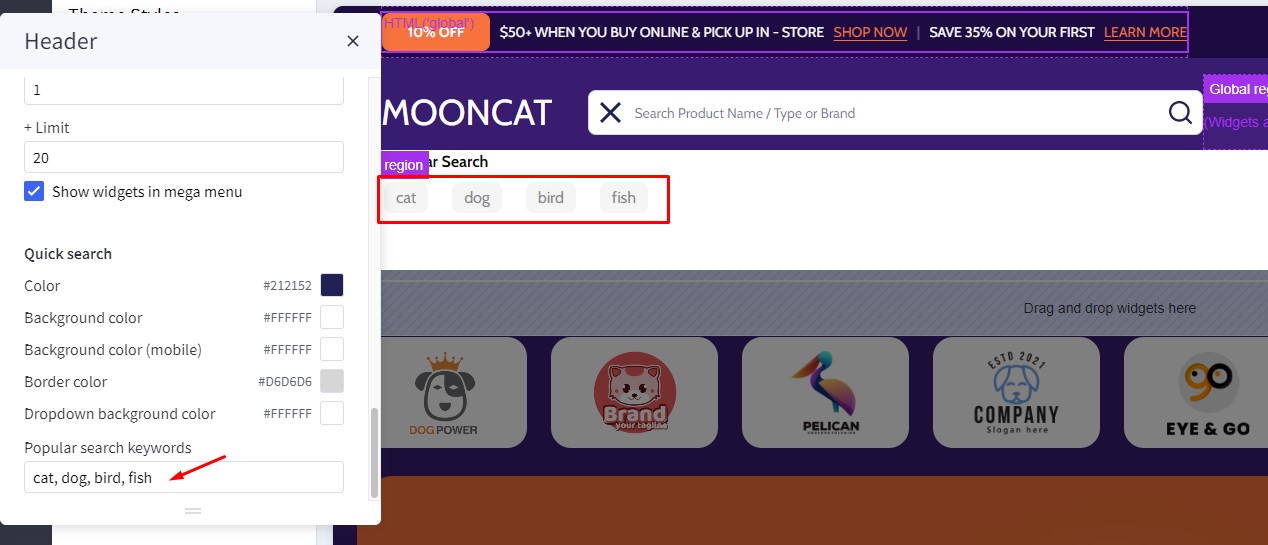 Theme Styles
Header
1
+ Limit
20
Show widgets in mega menu
Quick search
Color #212152
Background color #FFFFFF
Background color (mobile) #FFFFFF
Border color #D6D6D6
Dropdown background color #FFFFFF
Popular search keywords
cat, dog, bird, fish
HTML('global')
10% OFF $50+ WHEN YOU BUY ONLINE & PICK UP IN - STORE SHOP NOW | SAVE 35% ON YOUR FIRST LEARN MORE
MOONCAT
Search Product Name / Type or Brand
Global reg
(Widgets a
region
ar Search
cat dog bird fish
Drag and drop widgets here
DOG POWER
Brand
your tagline
PELICAN
ESTD 2021
COMPANY
Slogan here
go
EYE & GO